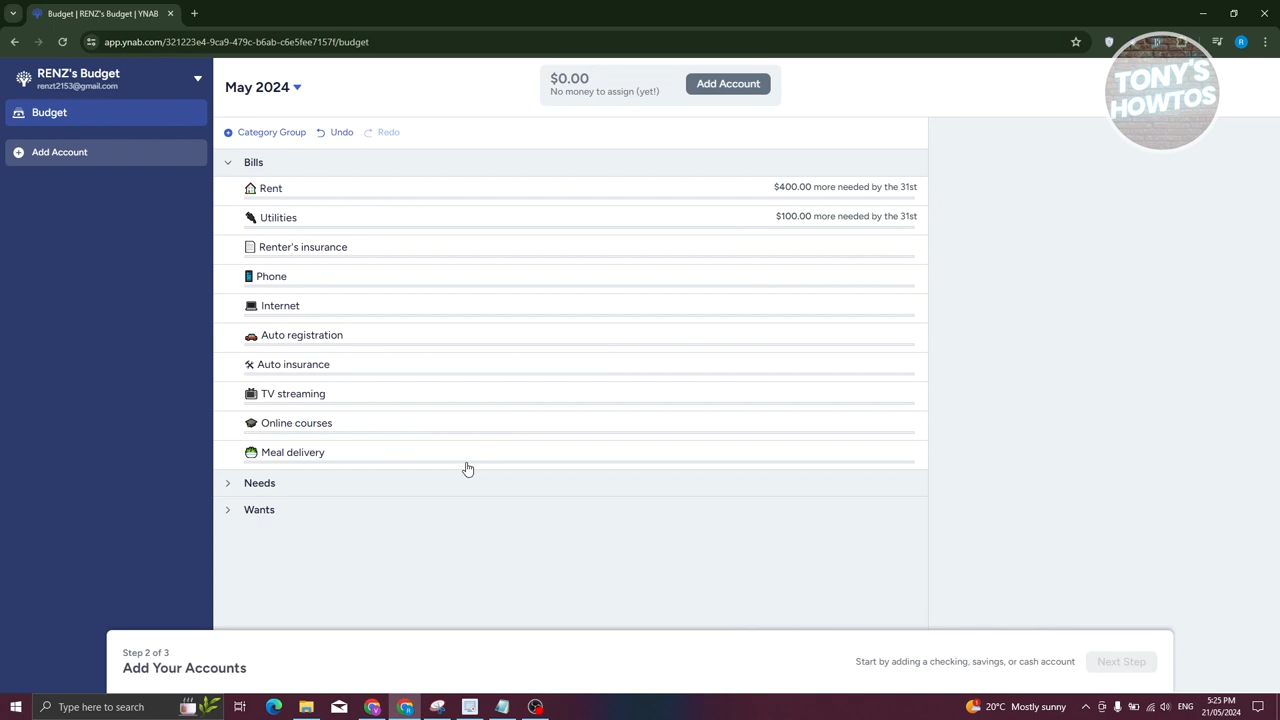 Budget | RENZ's Budget | YNAB
app.ynab.com/321223e4-9ca9-479c-b6ab-c6e5fee7157f/budget
R
TONY'S
HOWTOS
RENZ's Budget
renzt2153@gmail.com
Budget
Add Account
May 2024
$0.00
No money to assign (yet!)
Add Account
Category Group
Undo
Redo
Bills
Rent
$400.00 more needed by the 31st
Utilities
$100.00 more needed by the 31st
Renter's insurance
Phone
Internet
Auto registration
Auto insurance
TV streaming
Online courses
Meal delivery
Needs
Wants
Step 2 of 3
Add Your Accounts
Start by adding a checking, savings, or cash account
Next Step
Type here to search
20°C Mostly sunny
5:25 PM
21/05/2024